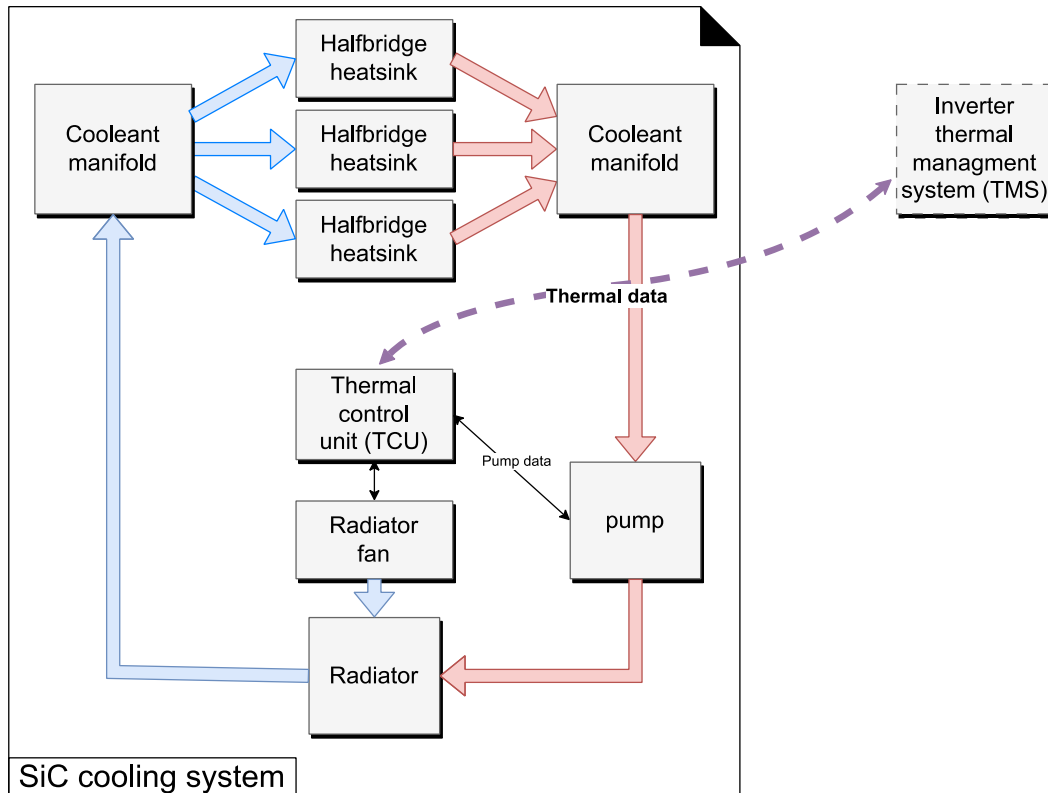 Halfbridge
heatsink
Cooleant
manifold
Halfbridge
heatsink
Cooleant
manifold
Halfbridge
heatsink
Inverter
thermal
managment
system (TMS)
Thermal data
Thermal
control
unit (TCU)
Pump data
pump
Radiator
fan
Radiator
SiC cooling system